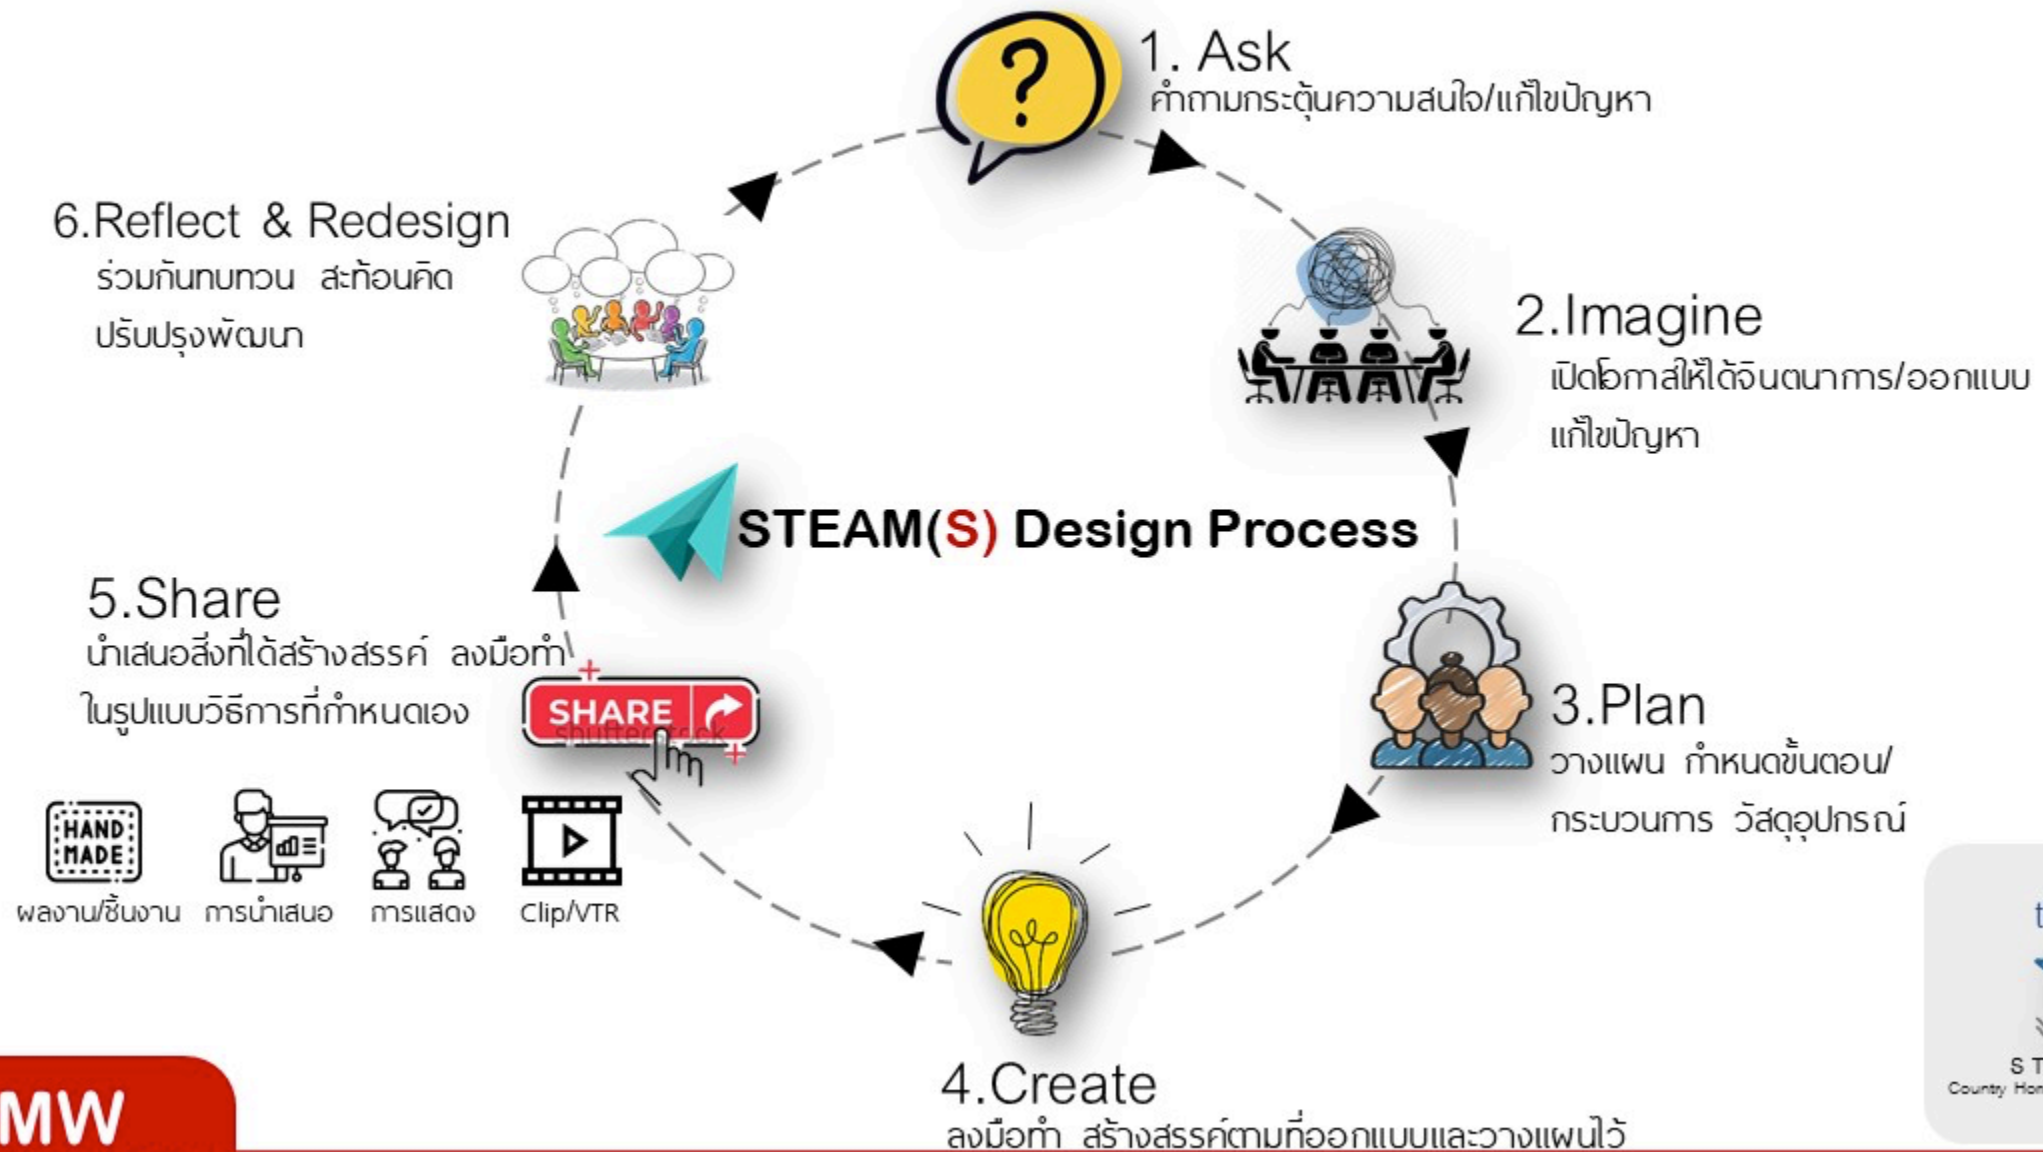 1. Ask
คำถามกระตุ้นความสนใจ/แก้ไขปัญหา
2.Imagine
เปิดโอกาสให้ได้จินตนาการ/ออกแบบ
แก้ไขปัญหา
3.Plan
วางแผน กำหนดขั้นตอน/
กระบวนการ วัสดุอุปกรณ์
4.Create
ลงมือทำ สร้างสรรค์ตามที่ออกแบบและวางแผนไว้
5.Share
นำเสนอสิ่งที่ได้สร้างสรรค์ ลงมือทำ
ในรูปแบบวิธีการที่กำหนดเอง
SHARE
shutterstock
HAND
MADE
ผลงาน/ชิ้นงาน
การนำเสนอ
การแสดง
Clip/VTR
6.Reflect & Redesign
ร่วมกันทบทวน สะท้อนคิด
ปรับปรุงพัฒนา
STEAM(S) Design Process
MW
S T
Country